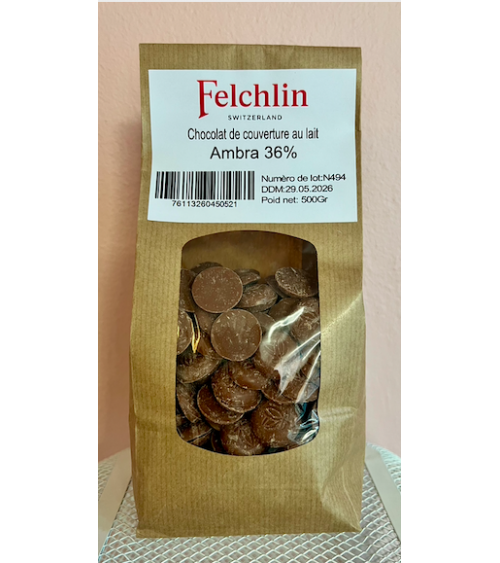 Felchlin
SWITZERLAND
Chocolat de couverture au lait
Ambra 36%
Numèro de lot:N494
DDM:29.05.2026
Poid net: 500Gr
76113260450521